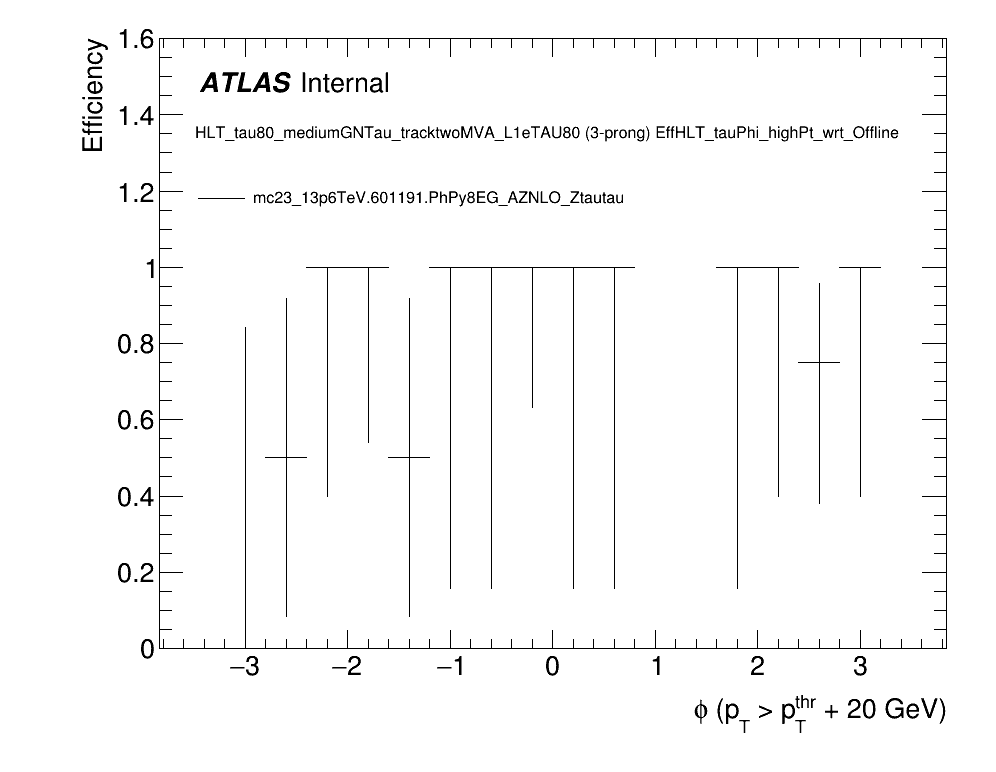 Efficiency
1.6
1.4
1.2
1
0.8
0.6
0.4
0.2
0
ATLAS Internal
HLT_tau80_mediumGNTau_tracktwoMVA_L1eTAU80 (3-prong) EffHLT_tauPhi_highPt_wrt_Offline
mc23_13p6TeV.601191.PhPy8EG_AZNLO_Ztautau
−3 −2 −1 0 1 2 3
ϕ (p_T > p_T^thr + 20 GeV)